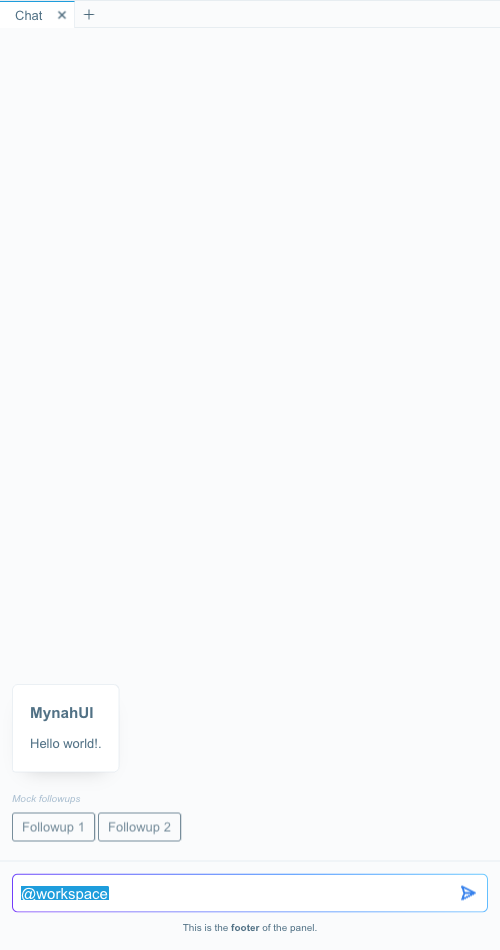 Chat
MynahUI
Hello world!.
Mock followups
Followup 1 Followup 2
@workspace
This is the footer of the panel.